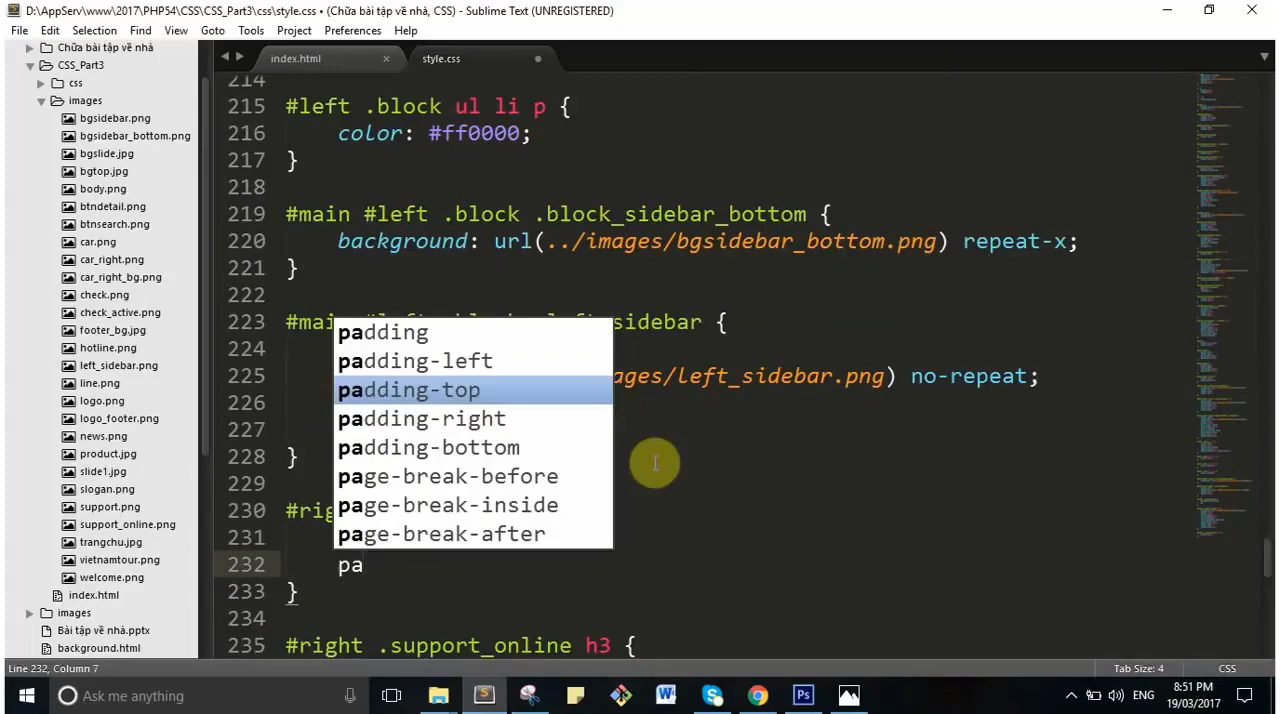 D:\AppServ\www\2017\PHP54\CSS\CSS_Part3\css\style.css • (Chữa bài tập về nhà, CSS) - Sublime Text (UNREGISTERED)
File Edit Selection Find View Goto Tools Project Preferences Help
Chữa bài tập về nhà
CSS_Part3
css
images
bgsidebar.png
bgsidebar_bottom.png
bgslide.jpg
bgtop.jpg
body.png
btndetail.png
btnsearch.png
car.png
car_right.png
car_right_bg.png
check.png
check_active.png
footer_bg.jpg
hotline.png
left_sidebar.png
line.png
logo.png
logo_footer.png
news.png
product.jpg
slide1.jpg
slogan.png
support.png
support_online.png
trangchu.jpg
vietnamtour.png
welcome.png
index.html
images
Bài tập về nhà.pptx
background.html
index.html style.css
214
215 #left .block ul li p {
216 color: #ff0000;
217 }
218
219 #main #left .block .block_sidebar_bottom {
220 background: url(../images/bgsidebar_bottom.png) repeat-x;
221 }
222
223 #main sidebar {
224
225 ages/left_sidebar.png) no-repeat;
226
227
228 }
229
230 #rig
231
232 pa
233 }
234
235 #right .support_online h3 {
padding
padding-left
padding-top
padding-right
padding-bottom
page-break-before
page-break-inside
page-break-after
Line 232, Column 7 Tab Size: 4 CSS
Ask me anything
ENG
8:51 PM
19/03/2017